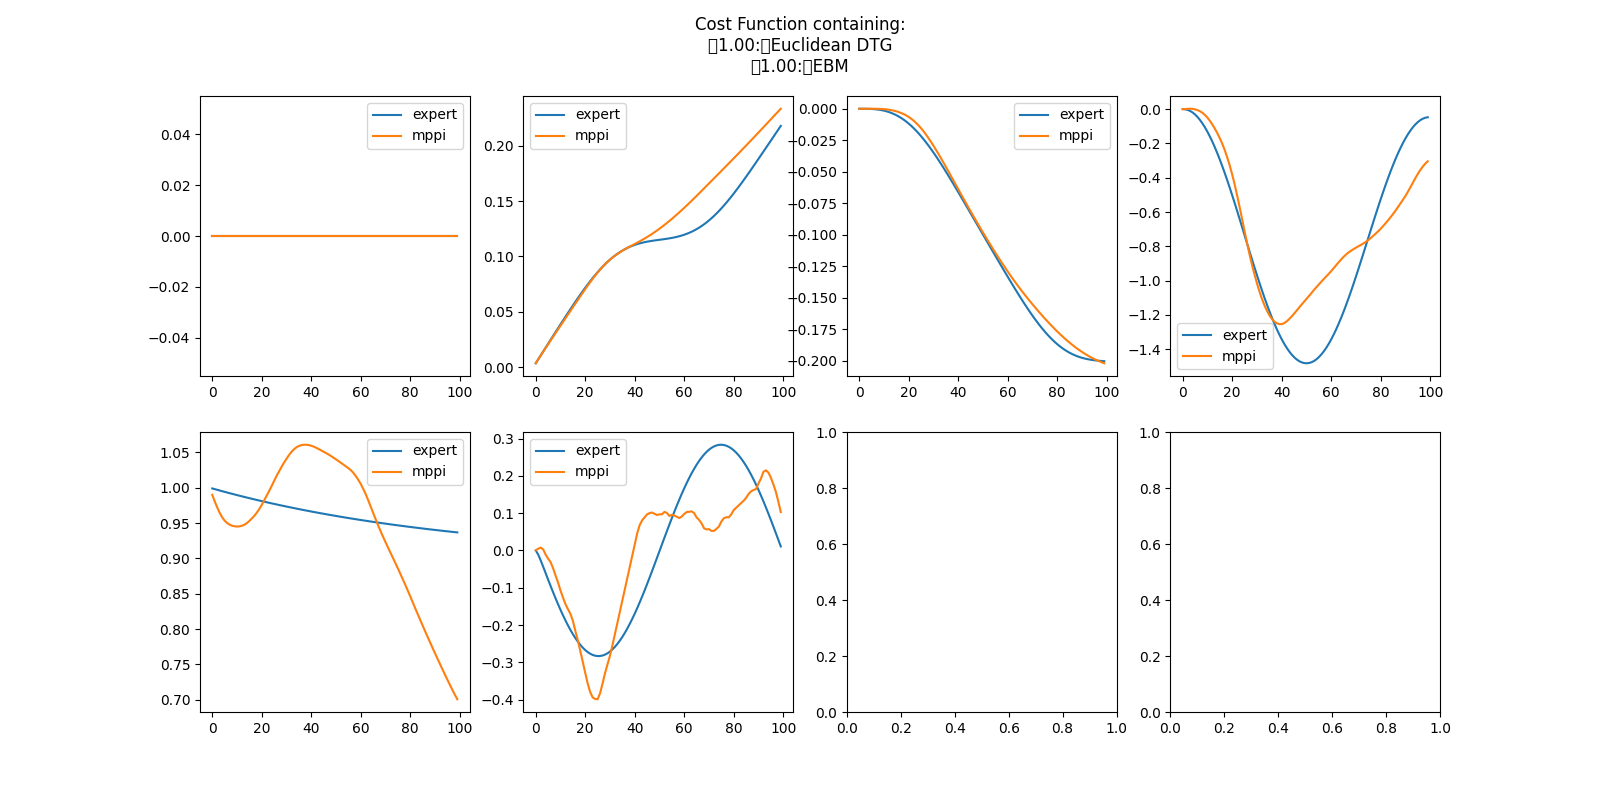 Cost Function containing:
1.00: Euclidean DTG
1.00: EBM
expert
mppi
0.04
0.02
0.00
−0.02
−0.04
0 20 40 60 80 100
expert
mppi
0.20
0.15
0.10
0.05
0.00
0 20 40 60 80 100
expert
mppi
0.000
−0.025
−0.050
−0.075
−0.100
−0.125
−0.150
−0.175
−0.200
0 20 40 60 80 100
0.0
−0.2
−0.4
−0.6
−0.8
−1.0
−1.2
−1.4
expert
mppi
0 20 40 60 80 100
expert
mppi
1.05
1.00
0.95
0.90
0.85
0.80
0.75
0.70
0 20 40 60 80 100
expert
mppi
0.3
0.2
0.1
0.0
−0.1
−0.2
−0.3
−0.4
0 20 40 60 80 100
1.0
0.8
0.6
0.4
0.2
0.0
0.0 0.2 0.4 0.6 0.8 1.0
1.0
0.8
0.6
0.4
0.2
0.0
0.0 0.2 0.4 0.6 0.8 1.0